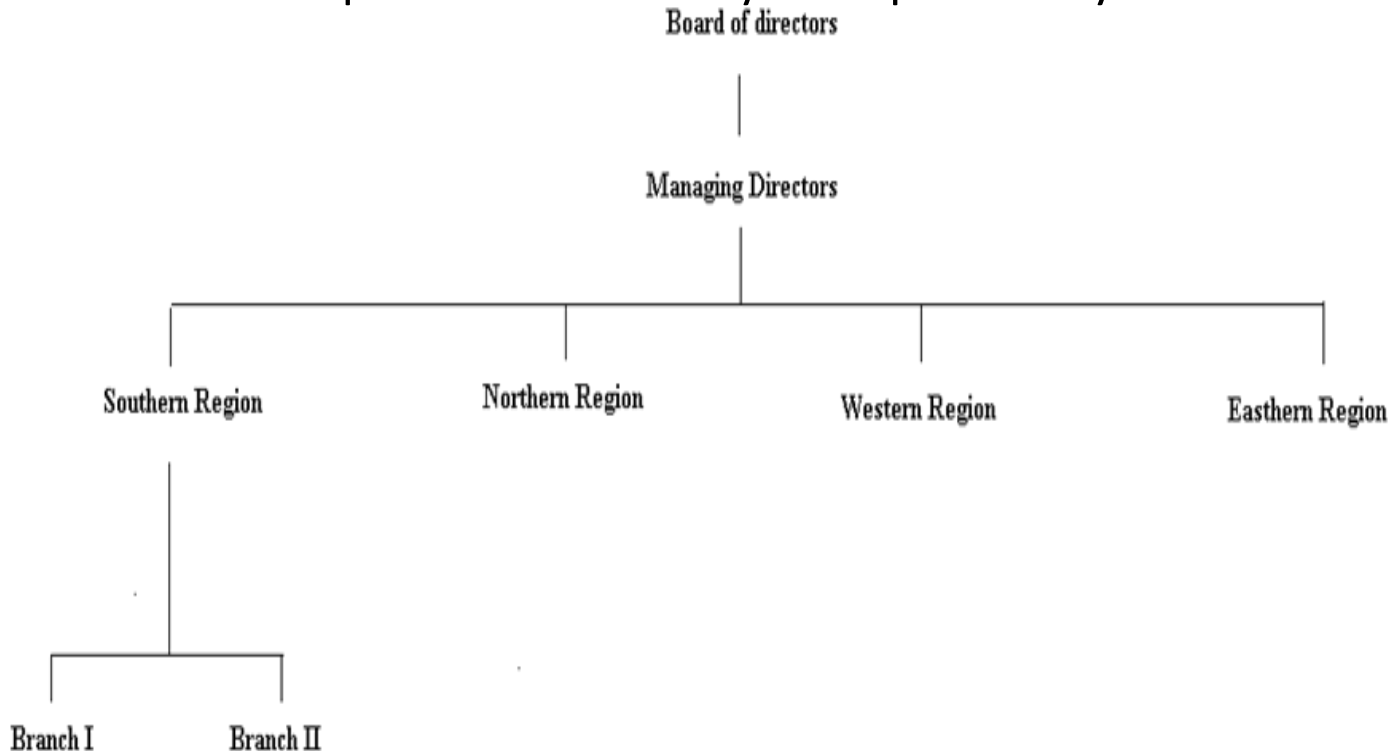 Board of directors
Managing Directors
Southern Region
Northern Region
Western Region
Easthern Region
Branch I
Branch II